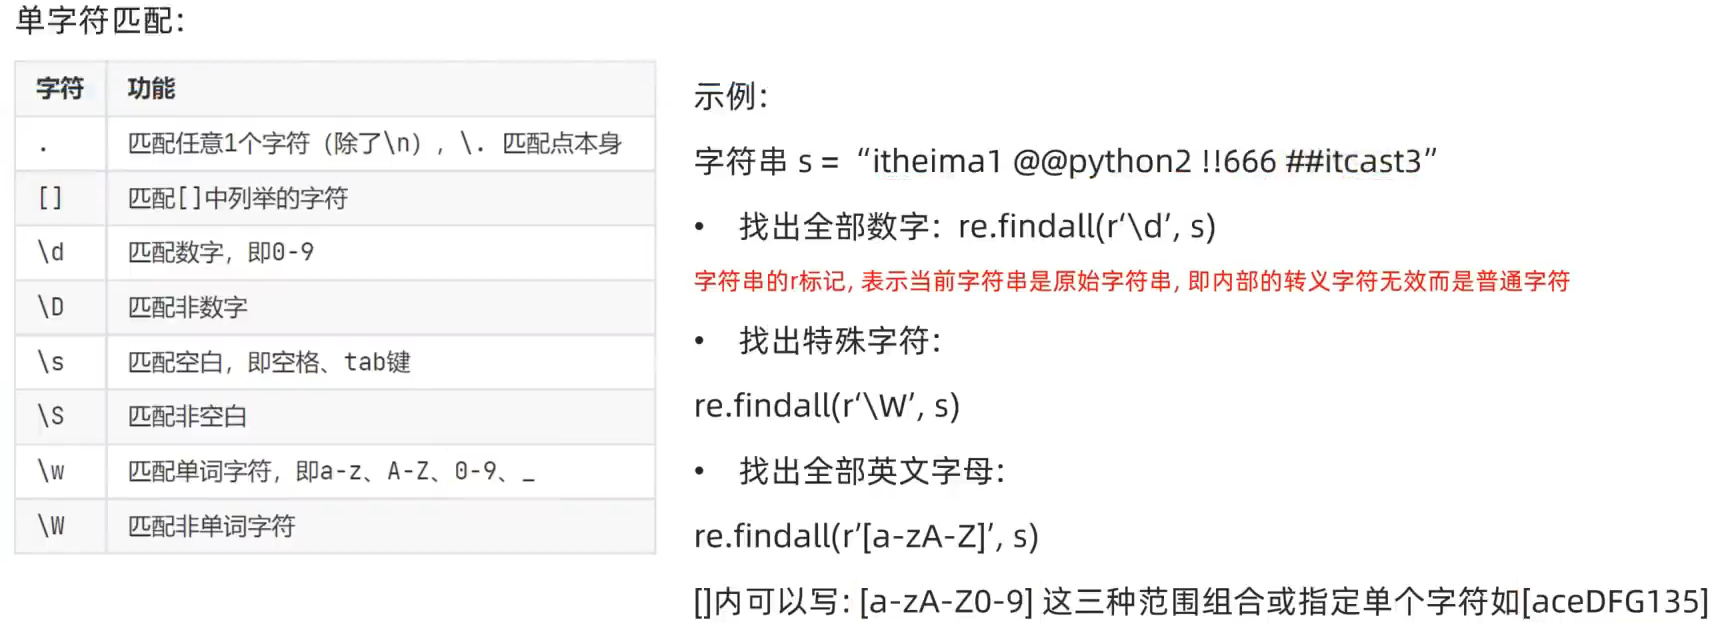 单字符匹配：
字符 功能
. 匹配任意1个字符（除了\n），\. 匹配点本身
[] 匹配[]中列举的字符
\d 匹配数字，即0-9
\D 匹配非数字
\s 匹配空白，即空格、tab键
\S 匹配非空白
\w 匹配单词字符，即a-z、A-Z、0-9、_
\W 匹配非单词字符
示例：
字符串 s = “itheima1 @@python2 !!666 ##itcast3”
• 找出全部数字：re.findall(r‘\d’, s)
字符串的r标记, 表示当前字符串是原始字符串, 即内部的转义字符无效而是普通字符
• 找出特殊字符：
re.findall(r‘\W’, s)
• 找出全部英文字母：
re.findall(r’[a-zA-Z]’, s)
[]内可以写: [a-zA-Z0-9] 这三种范围组合或指定单个字符如[aceDFG135]